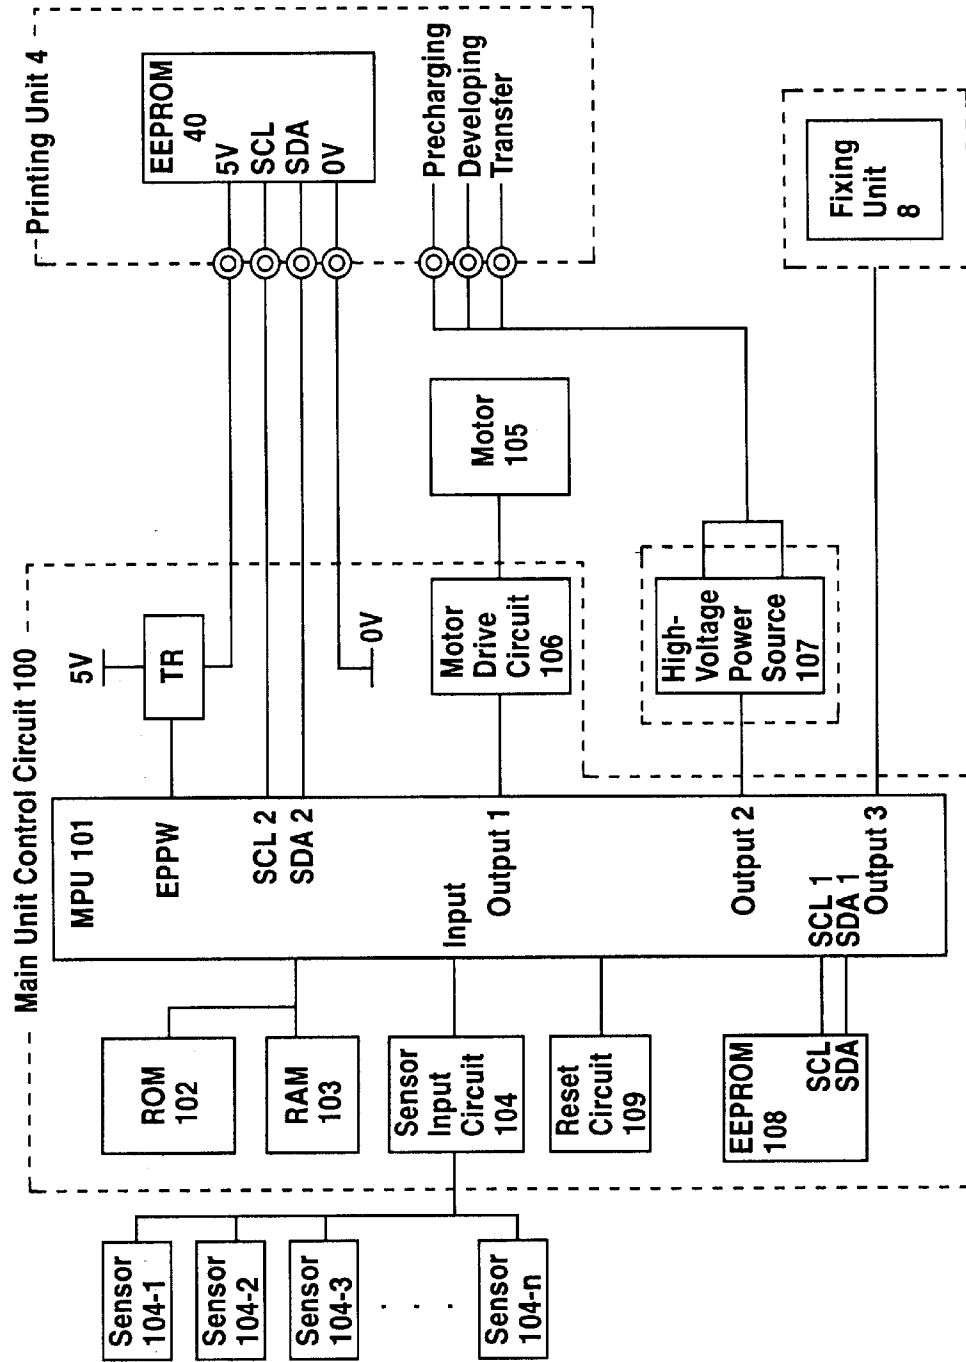 Main Unit Control Circuit 100
Printing Unit 4
Sensor
104-1
Sensor
104-2
Sensor
104-3
. . . .
Sensor
104-n
ROM
102
RAM
103
Sensor
Input
Circuit
104
Reset
Circuit
109
EEPROM
108
SCL
SDA
MPU 101
EPPW
SCL 2
SDA 2
Input
Output 1
Output 2
SCL 1
SDA 1
Output 3
5V
TR
0V
Motor
Drive
Circuit
106
Motor
105
High-
Voltage
Power
Source
107
EEPROM
40
5V
SCL
SDA
0V
Precharging
Developing
Transfer
Fixing
Unit
8